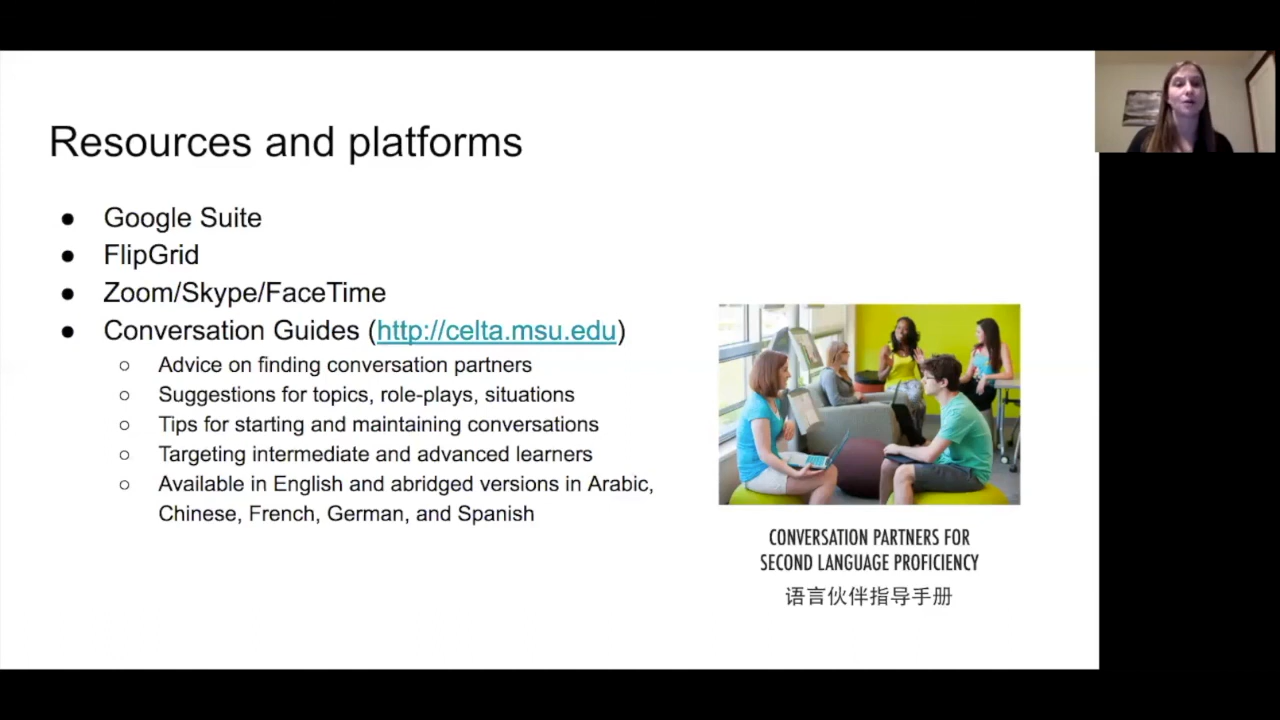 Resources and platforms
● Google Suite
● FlipGrid
● Zoom/Skype/FaceTime
● Conversation Guides (http://celta.msu.edu)
○ Advice on finding conversation partners
○ Suggestions for topics, role-plays, situations
○ Tips for starting and maintaining conversations
○ Targeting intermediate and advanced learners
○ Available in English and abridged versions in Arabic,
Chinese, French, German, and Spanish
CONVERSATION PARTNERS FOR
SECOND LANGUAGE PROFICIENCY
语言伙伴指导手册